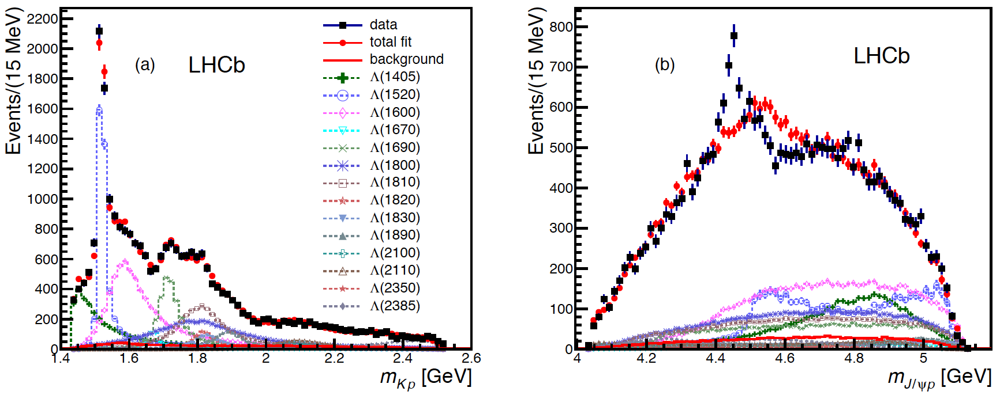 Events/(15 MeV)
2200
2000
1800
1600
1400
1200
1000
800
600
400
200
0
1.4
1.6
1.8
2
2.2
2.4
2.6
m_{Kp} [GeV]
(a)
LHCb
data
total fit
background
Λ(1405)
Λ(1520)
Λ(1600)
Λ(1670)
Λ(1690)
Λ(1800)
Λ(1810)
Λ(1820)
Λ(1830)
Λ(1890)
Λ(2100)
Λ(2110)
Λ(2350)
Λ(2385)
Events/(15 MeV)
800
700
600
500
400
300
200
100
0
4
4.2
4.4
4.6
4.8
5
m_{J/ψp} [GeV]
(b)
LHCb